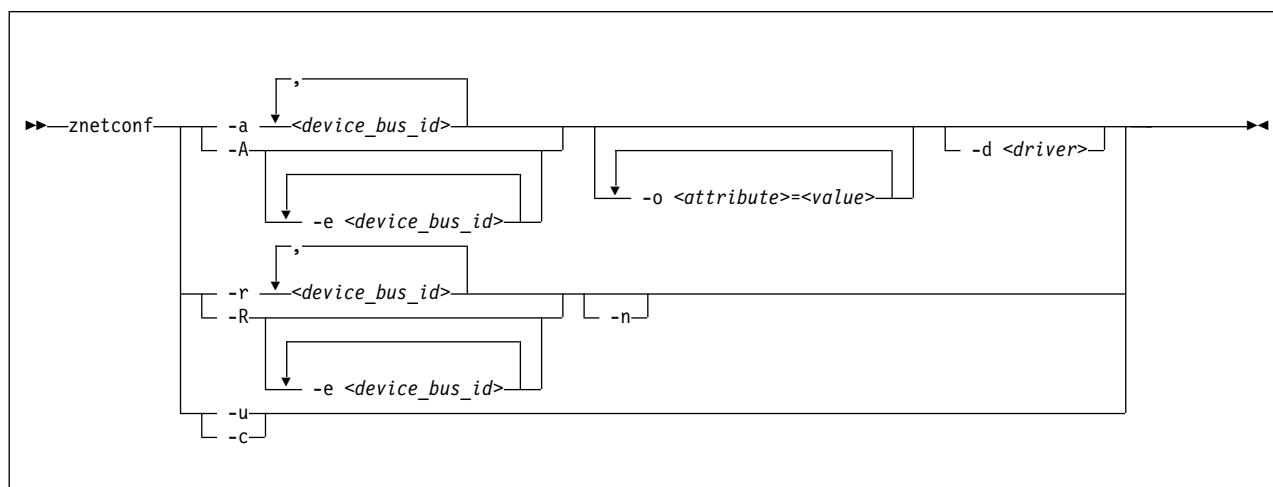 ,
znetconf -a <device_bus_id>
-A -d <driver>
-o <attribute>=<value>
-e <device_bus_id>
,
-r <device_bus_id>
-R -n
-e <device_bus_id>
-u
-c